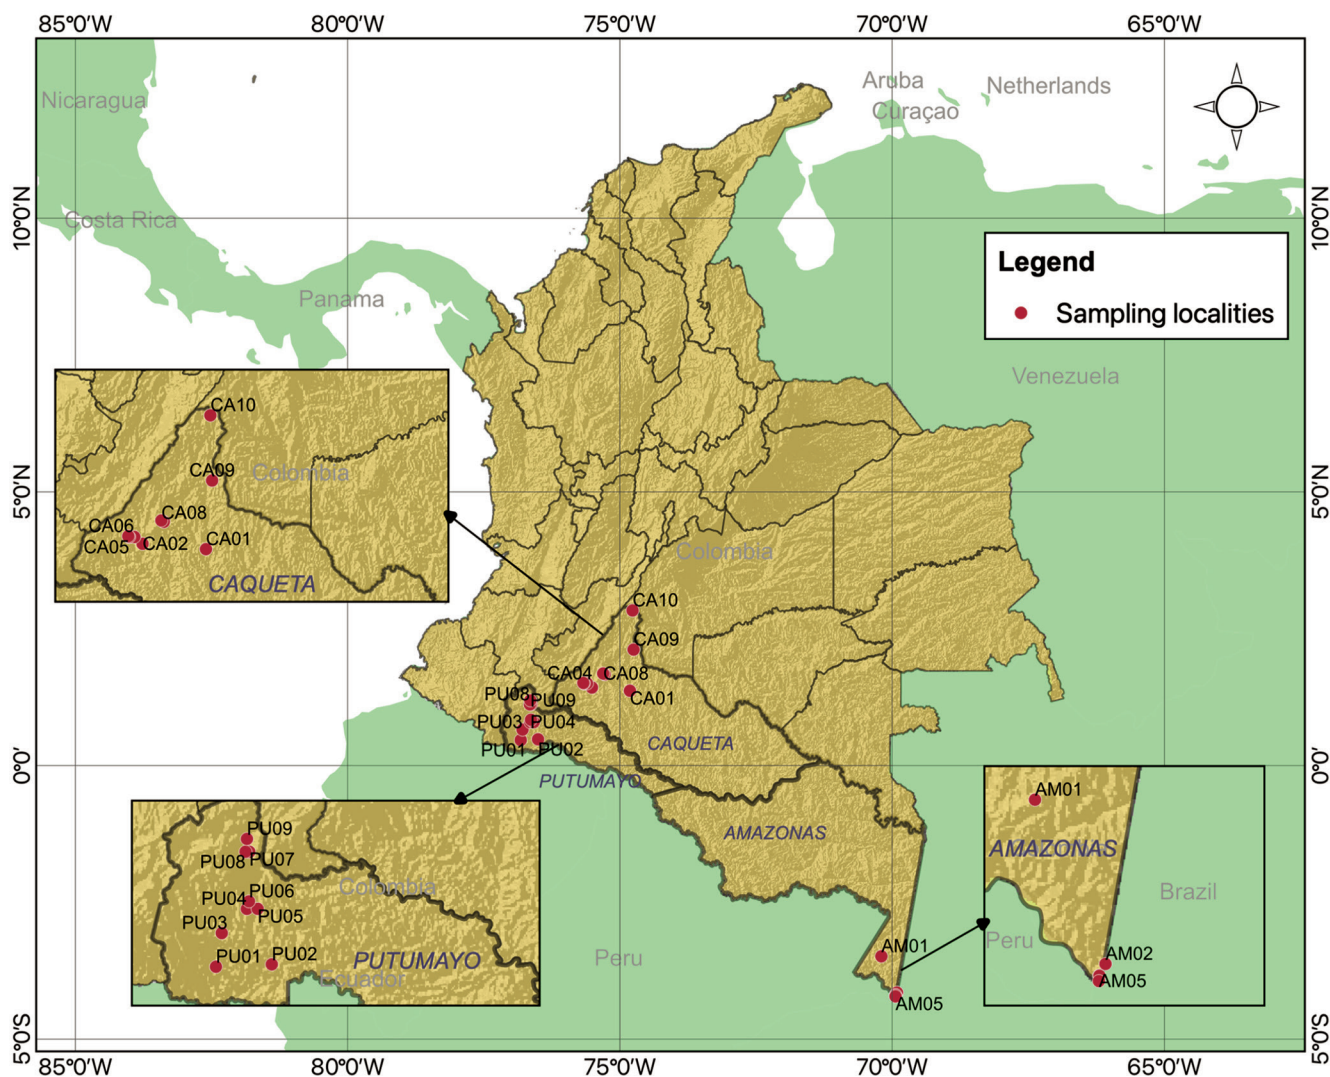 85°0'W 80°0'W 75°0'W 70°0'W 65°0'W
Nicaragua
Aruba
Netherlands
Curaçao
Costa Rica
10°0'N
10°0'N
Legend
Sampling localities
Panama
Venezuela
CA10
CA09
Colombia
CA08
CA06
CA05
CA02
CA01
CAQUETA
5°0'N
5°0'N
Colombia
CA10
CA09
CA04
CA08
CA01
PU08
PU09
PU03
PU04
PU01
PU02
CAQUETA
PUTUMAYO
AMAZONAS
0°0'
0°0'
PU09
PU08
PU07
PU06
PU04
PU05
PU03
Colombia
PU01
PU02
PUTUMAYO
Ecuador
Peru
AM01
AM05
AM01
AMAZONAS
Brazil
Peru
AM02
AM05
5°0'S
5°0'S
85°0'W 80°0'W 75°0'W 70°0'W 65°0'W